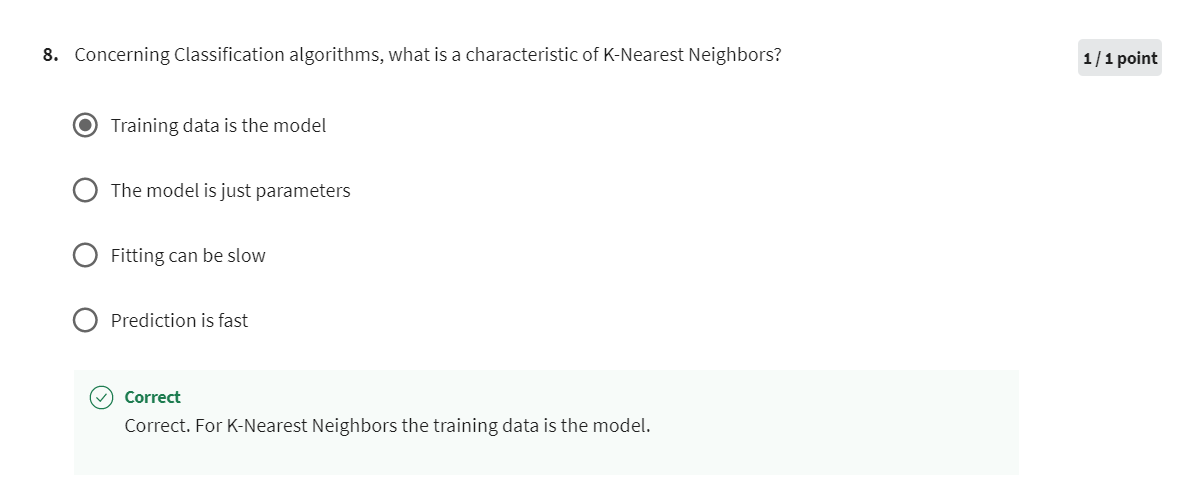 8. Concerning Classification algorithms, what is a characteristic of K-Nearest Neighbors?
1 / 1 point
Training data is the model
The model is just parameters
Fitting can be slow
Prediction is fast
Correct
Correct. For K-Nearest Neighbors the training data is the model.